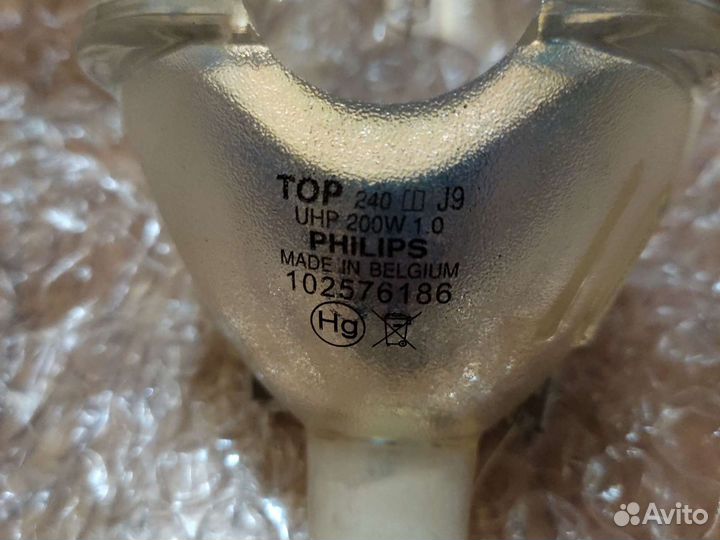 TOP 240 J9
UHP 200W 1.0
PHILIPS
MADE IN BELGIUM
102576186
Hg
Avito